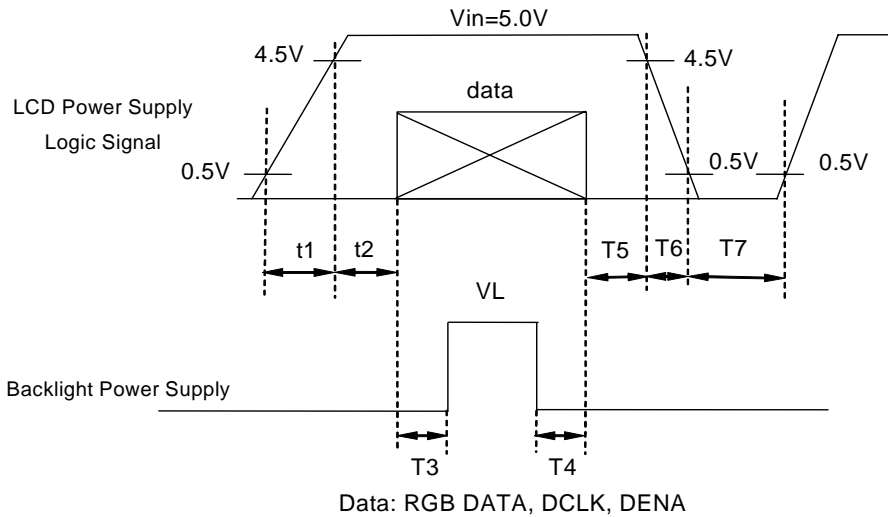 Vin=5.0V
4.5V
4.5V
data
LCD Power Supply
Logic Signal
0.5V
0.5V
0.5V
t1
t2
T5
T6
T7
VL
Backlight Power Supply
T3
T4
Data: RGB DATA, DCLK, DENA